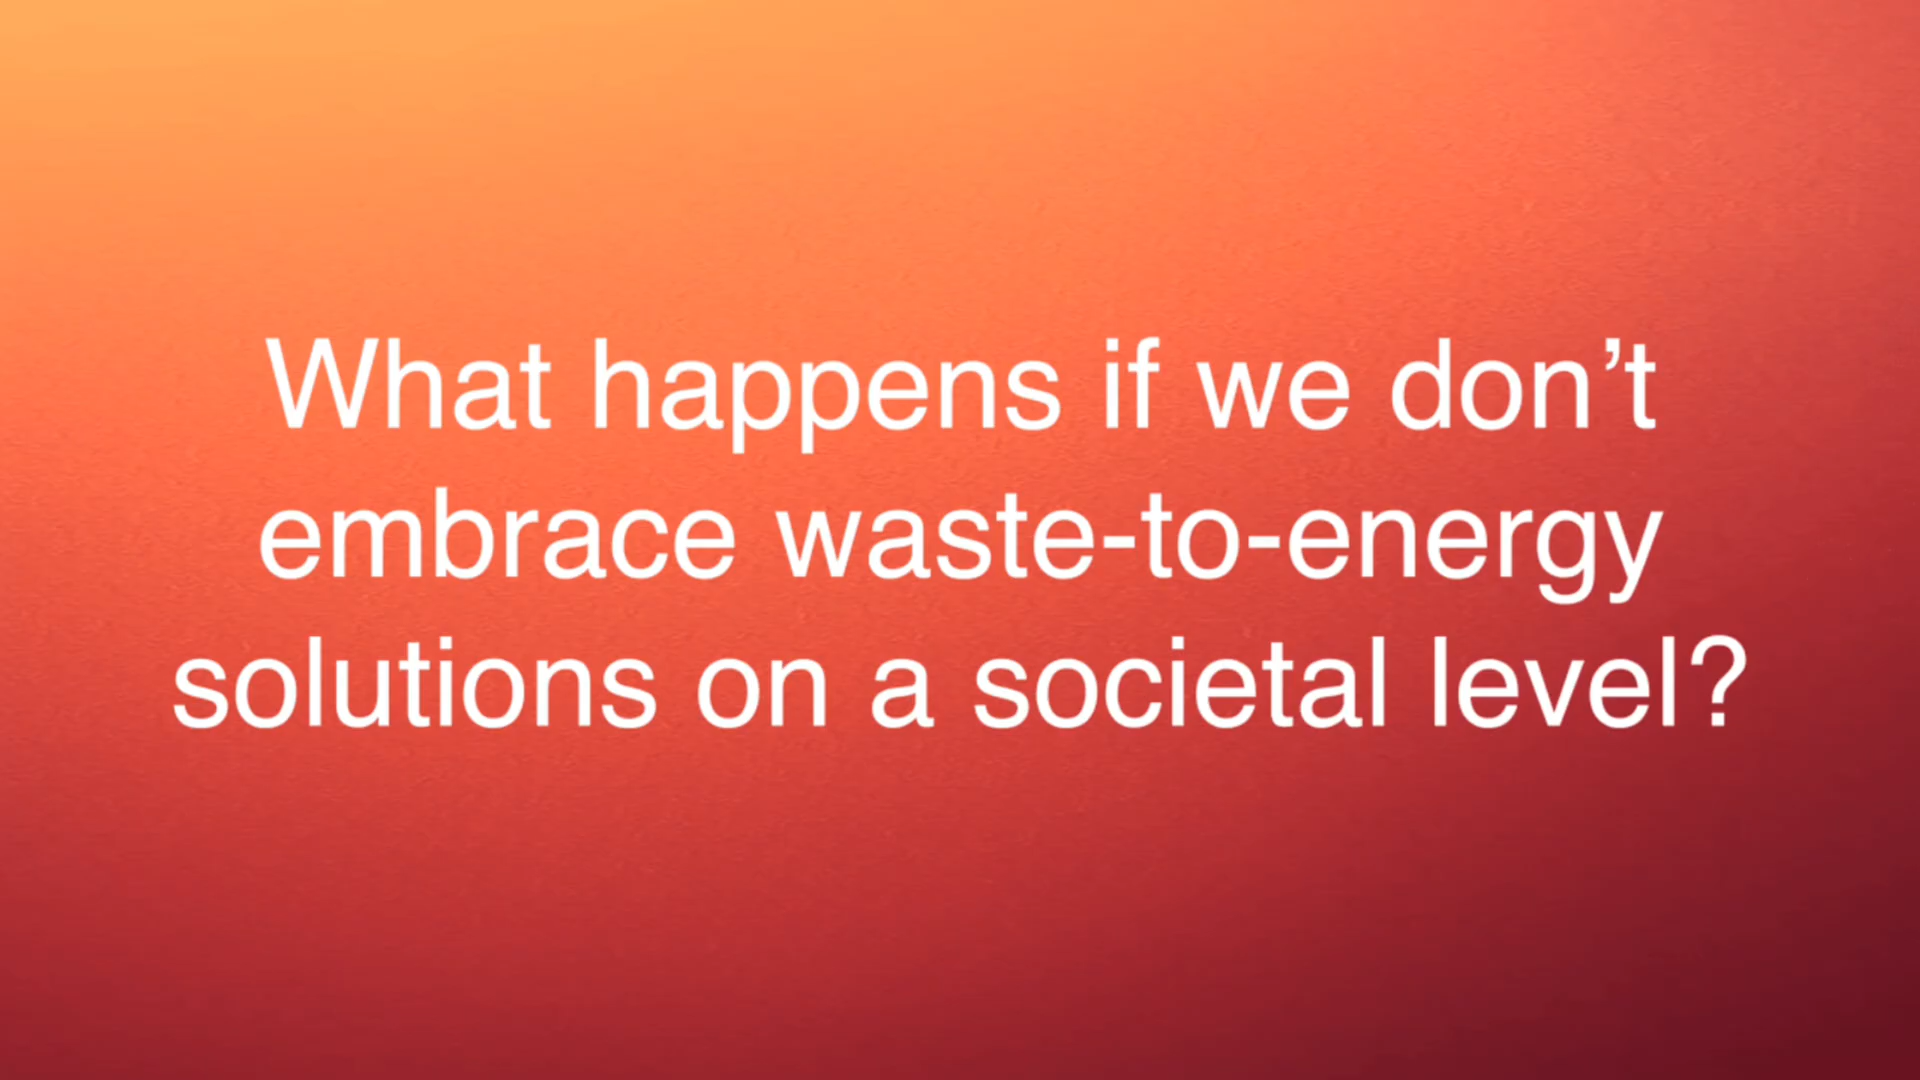 What happens if we don’t
embrace waste-to-energy
solutions on a societal level?